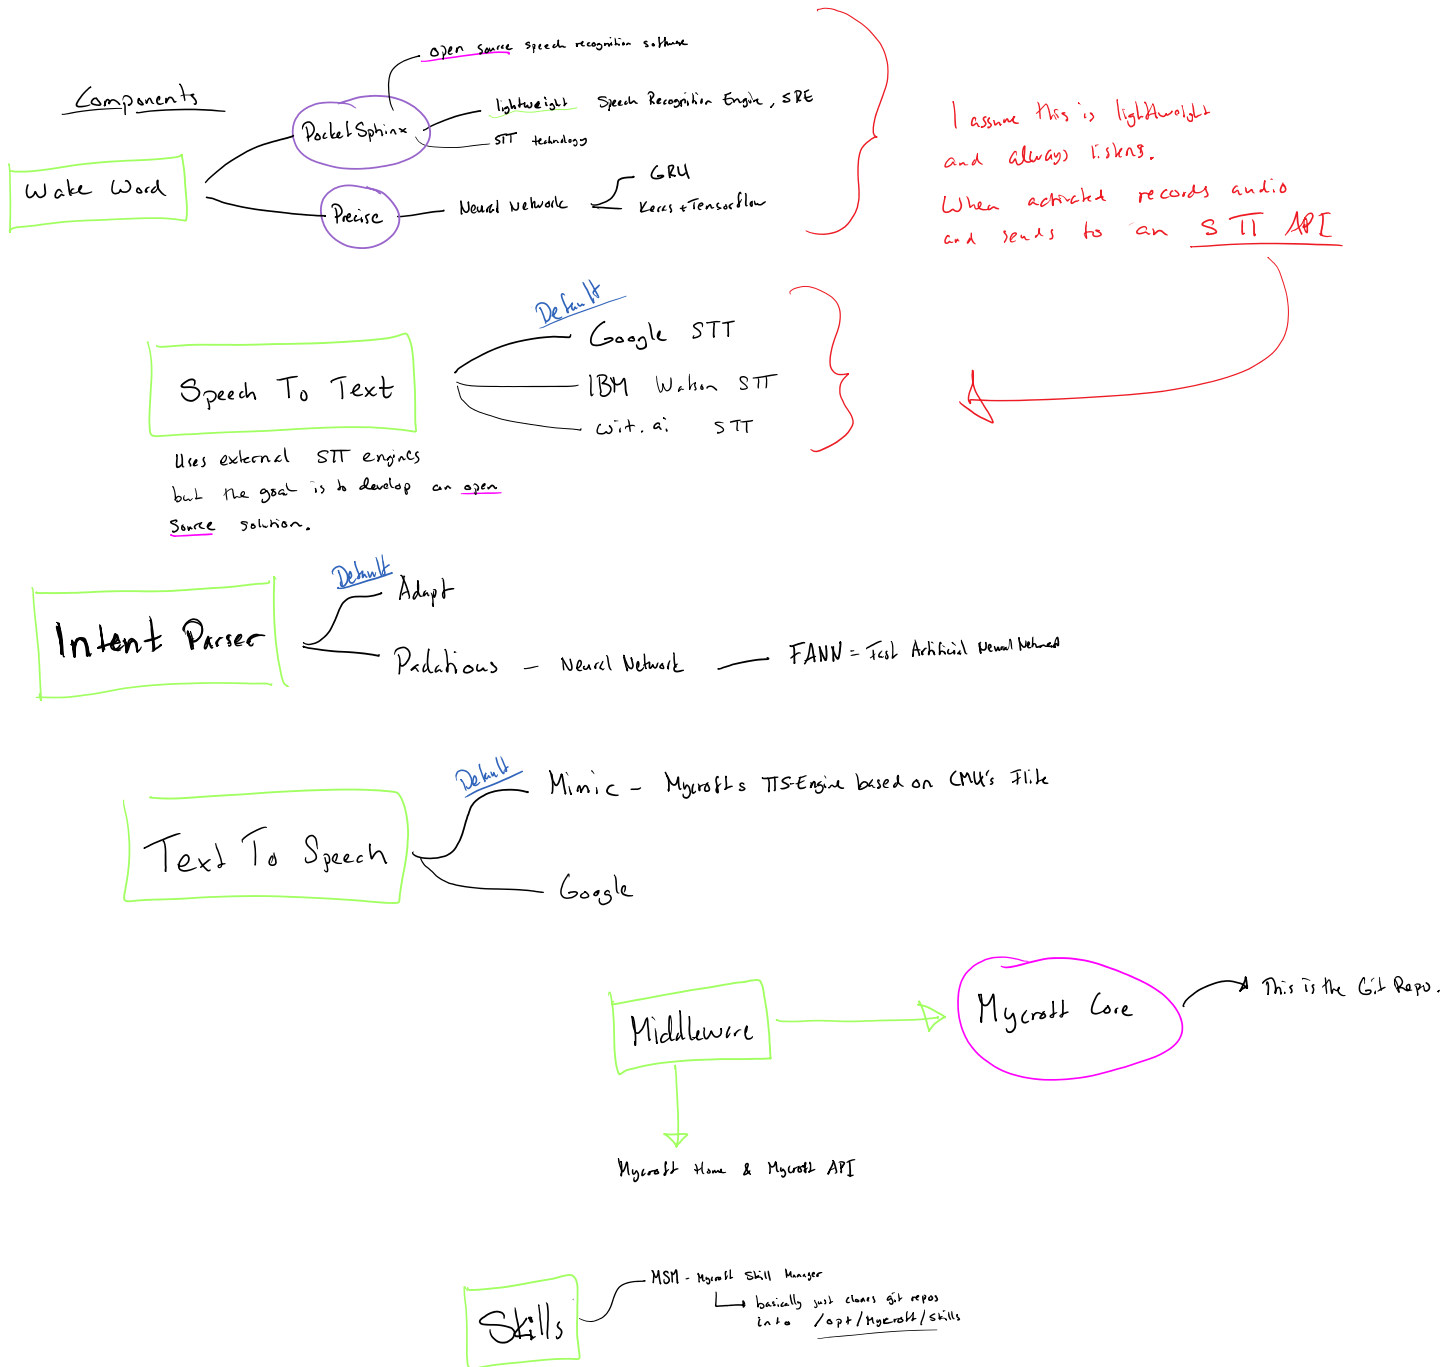 Components
open source speech recognition software
lightweight Speech Recognition Engine, SRE
PocketSphinx
STT technology
Wake Word
Precise
Neural Network
GRU
Keras + Tensorflow
I assume this is lightweight
and always listens.
When activated records audio
and sends to an STT API
Speech To Text
Default
Google STT
IBM Watson STT
wit.ai STT
Uses external STT engines
but the goal is to develop an open
source solution.
Intent Parser
Default
Adapt
Padatious - Neural Network
FANN = Fast Artificial Neural Network
Text To Speech
Default
Mimic - Mycroft's TTS-Engine based on CMU's Flite
Google
Middleware
Mycroft Core
This is the Git Repo.
Mycroft Home & Mycroft API
Skills
MSM - Mycroft Skill Manager
basically just clones git repos
into /opt/Mycroft/skills